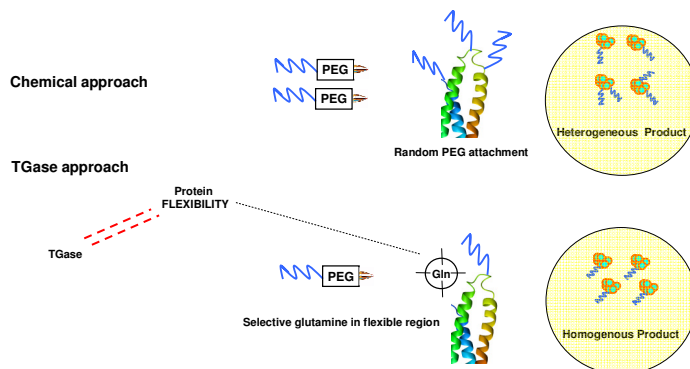 Chemical approach
PEG
PEG
Random PEG attachment
Heterogeneous Product
TGase approach
Protein
FLEXIBILITY
TGase
PEG
Gln
Selective glutamine in flexible region
Homogenous Product